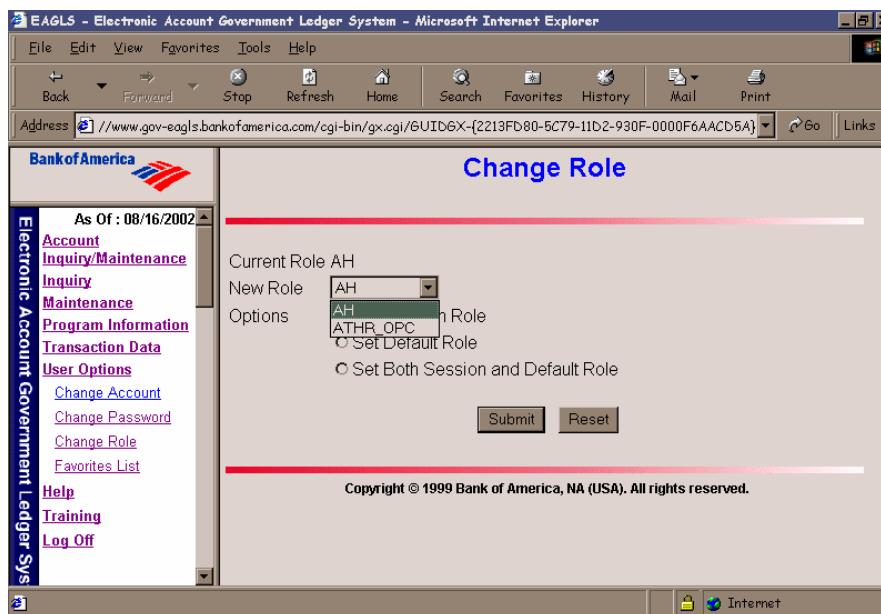 EAGLS - Electronic Account Government Ledger System - Microsoft Internet Explorer
File Edit View Favorites Tools Help
Back Forward Stop Refresh Home Search Favorites History Mail Print
Address //www.gov-eagls.bankofamerica.com/cgi-bin/gx.cgi/GUIDGX-{2213FD80-5C79-11D2-930F-0000F6AACD5A} Go Links
Bank of America
Change Role
Electronic Account Government Ledger Sys
As Of : 08/16/2002
Account
Inquiry/Maintenance
Inquiry
Maintenance
Program Information
Transaction Data
User Options
Change Account
Change Password
Change Role
Favorites List
Help
Training
Log Off
Current Role AH
New Role AH
AH
ATHR_OPC
Options Role
Set Default Role
Set Both Session and Default Role
Submit Reset
Copyright © 1999 Bank of America, NA (USA). All rights reserved.
Internet